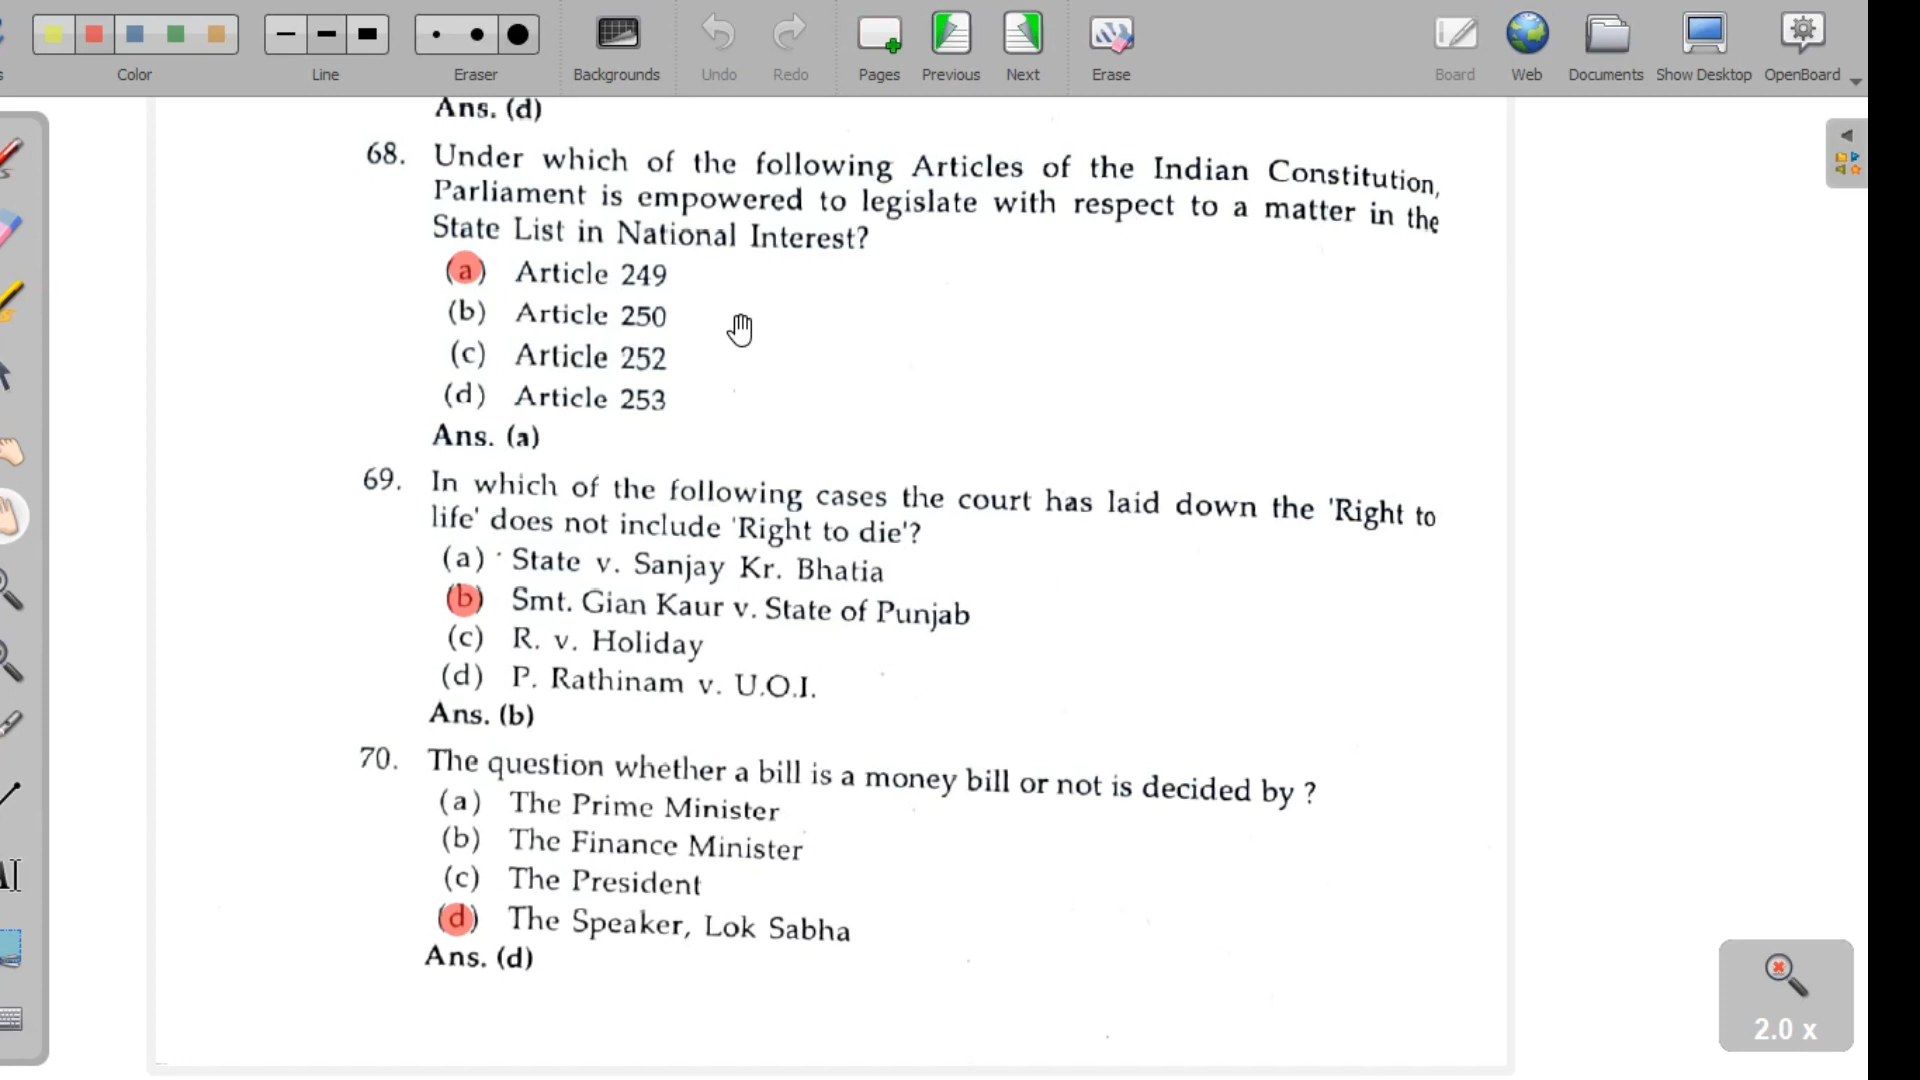 Color
Line
Eraser
Backgrounds
Undo
Redo
Pages
Previous
Next
Erase
Board
Web
Documents
Show Desktop
OpenBoard
Ans. (d)
68. Under which of the following Articles of the Indian Constitution,
Parliament is empowered to legislate with respect to a matter in the
State List in National Interest?
(a) Article 249
(b) Article 250
(c) Article 252
(d) Article 253
Ans. (a)
69. In which of the following cases the court has laid down the 'Right to
life' does not include 'Right to die'?
(a) State v. Sanjay Kr. Bhatia
(b) Smt. Gian Kaur v. State of Punjab
(c) R. v. Holiday
(d) P. Rathinam v. U.O.I.
Ans. (b)
70. The question whether a bill is a money bill or not is decided by ?
(a) The Prime Minister
(b) The Finance Minister
(c) The President
(d) The Speaker, Lok Sabha
Ans. (d)
2.0 x